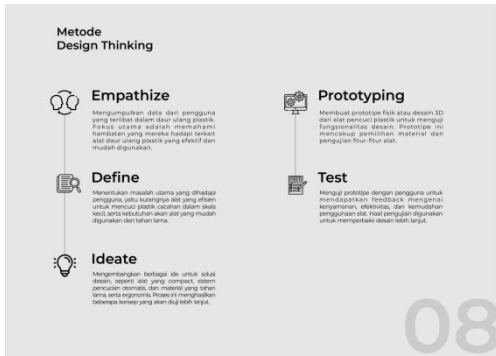 Metode
Design Thinking
Empathize
Mengumpulkan data dari pengguna
yang terlibat dalam daur ulang plastik.
Fokus utama adalah memahami
hambatan yang mereka hadapi terkait
alat daur ulang plastik yang efektif dan
mudah digunakan.
Define
Menentukan masalah utama yang dihadapi
pengguna, yaitu kurangnya alat yang efisien
untuk mencuci plastik cacahan dalam skala
kecil, serta kebutuhan akan alat yang mudah
digunakan dan tahan lama.
Ideate
Mengembangkan berbagai ide untuk solusi
desain, seperti alat yang compact, sistem
pencucian otomatis, dan material yang tahan
lama, serta ergonomis. Proses ini menghasilkan
beberapa konsep yang akan diuji lebih lanjut.
Prototyping
Membuat prototipe fisik atau desain 3D
dari alat pencuci plastik untuk menguji
fungsionalitas desain. Prototipe ini
mencakup pemilihan material dan
pengujian fitur-fitur alat.
TEST
Test
Menguji prototipe dengan pengguna untuk
mendapatkan feedback mengenai
kenyamanan, efektivitas, dan kemudahan
penggunaan alat. Hasil pengujian digunakan
untuk memperbaiki desain lebih lanjut.
08